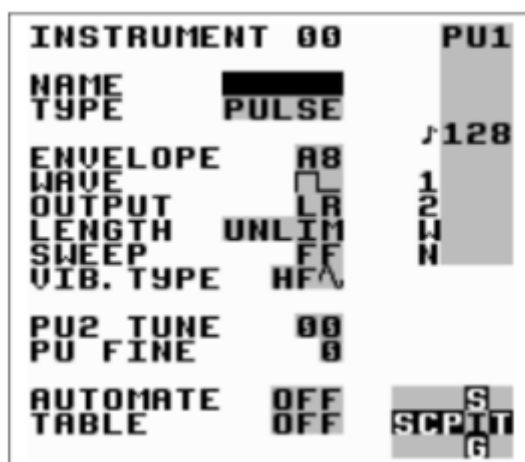 INSTRUMENT 00 PU1
NAME
TYPE PULSE
♪128
ENVELOPE A8
WAVE 1
OUTPUT LR 2
LENGTH UNLIM W
SWEEP FF N
VIB. TYPE HF
PU2 TUNE 00
PU FINE 0
AUTOMATE OFF S
TABLE OFF SCPIT
G